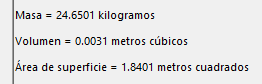 Masa = 24.6501 kilogramos
Volumen = 0.0031 metros cúbicos
Área de superficie = 1.8401 metros cuadrados